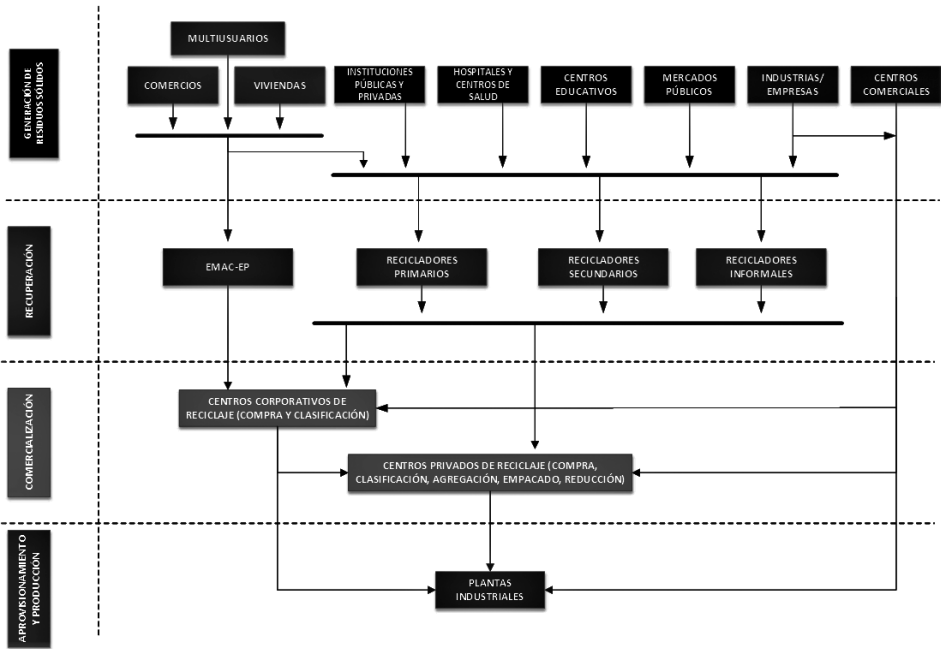 GENERACIÓN DE
RESIDUOS SÓLIDOS
MULTIUSUARIOS
COMERCIOS
VIVIENDAS
INSTITUCIONES
PÚBLICAS Y
PRIVADAS
HOSPITALES Y
CENTROS DE
SALUD
CENTROS
EDUCATIVOS
MERCADOS
PÚBLICOS
INDUSTRIAS/
EMPRESAS
CENTROS
COMERCIALES
RECUPERACIÓN
EMAC-EP
RECICLADORES
PRIMARIOS
RECICLADORES
SECUNDARIOS
RECICLADORES
INFORMALES
COMERCIALIZACIÓN
CENTROS CORPORATIVOS DE
RECICLAJE (COMPRA Y CLASIFICACIÓN)
CENTROS PRIVADOS DE RECICLAJE (COMPRA,
CLASIFICACIÓN, AGREGACIÓN, EMPACADO, REDUCCIÓN)
APROVISIONAMIENTO
Y PRODUCCIÓN
PLANTAS
INDUSTRIALES